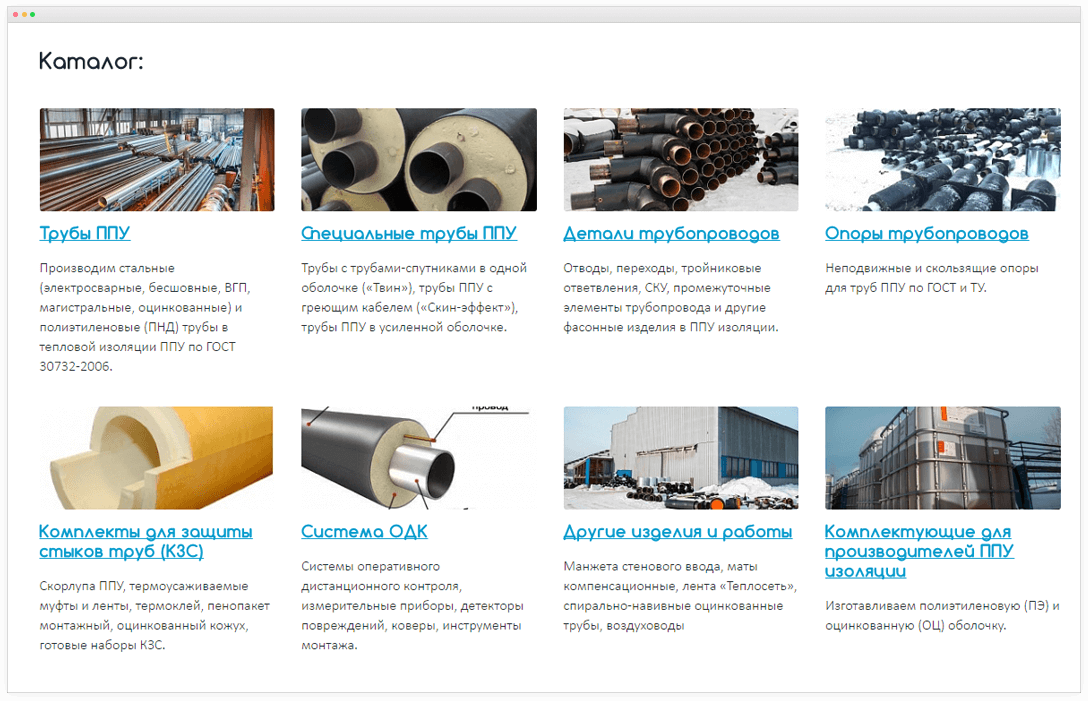 Каталог:
Трубы ППУ
Производим стальные
(электросварные, бесшовные, ВГП,
магистральные, оцинкованные) и
полиэтиленовые (ПНД) трубы в
тепловой изоляции ППУ по ГОСТ
30732-2006.
Специальные трубы ППУ
Трубы с трубами-спутниками в одной
оболочке («Твин»), трубы ППУ с
греющим кабелем («Скин-эффект»),
трубы ППУ в усиленной оболочке.
Детали трубопроводов
Отводы, переходы, тройниковые
ответвления, СКУ, промежуточные
элементы трубопровода и другие
фасонные изделия в ППУ изоляции.
Опоры трубопроводов
Неподвижные и скользящие опоры
для труб ППУ по ГОСТ и ТУ.
Комплекты для защиты
стыков труб (КЗС)
Скорлупа ППУ, термоусаживаемые
муфты и ленты, термоклей, пенопакет
монтажный, оцинкованный кожух,
готовые наборы КЗС.
провод
Система ОДК
Системы оперативного
дистанционного контроля,
измерительные приборы, детекторы
повреждений, коверы, инструменты
монтажа.
Другие изделия и работы
Манжета стенового ввода, маты
компенсационные, лента «Теплосеть»,
спирально-навивные оцинкованные
трубы, воздуховоды
Комплектующие для
производителей ППУ
изоляции
Изготавливаем полиэтиленовую (ПЭ) и
оцинкованную (ОЦ) оболочку.